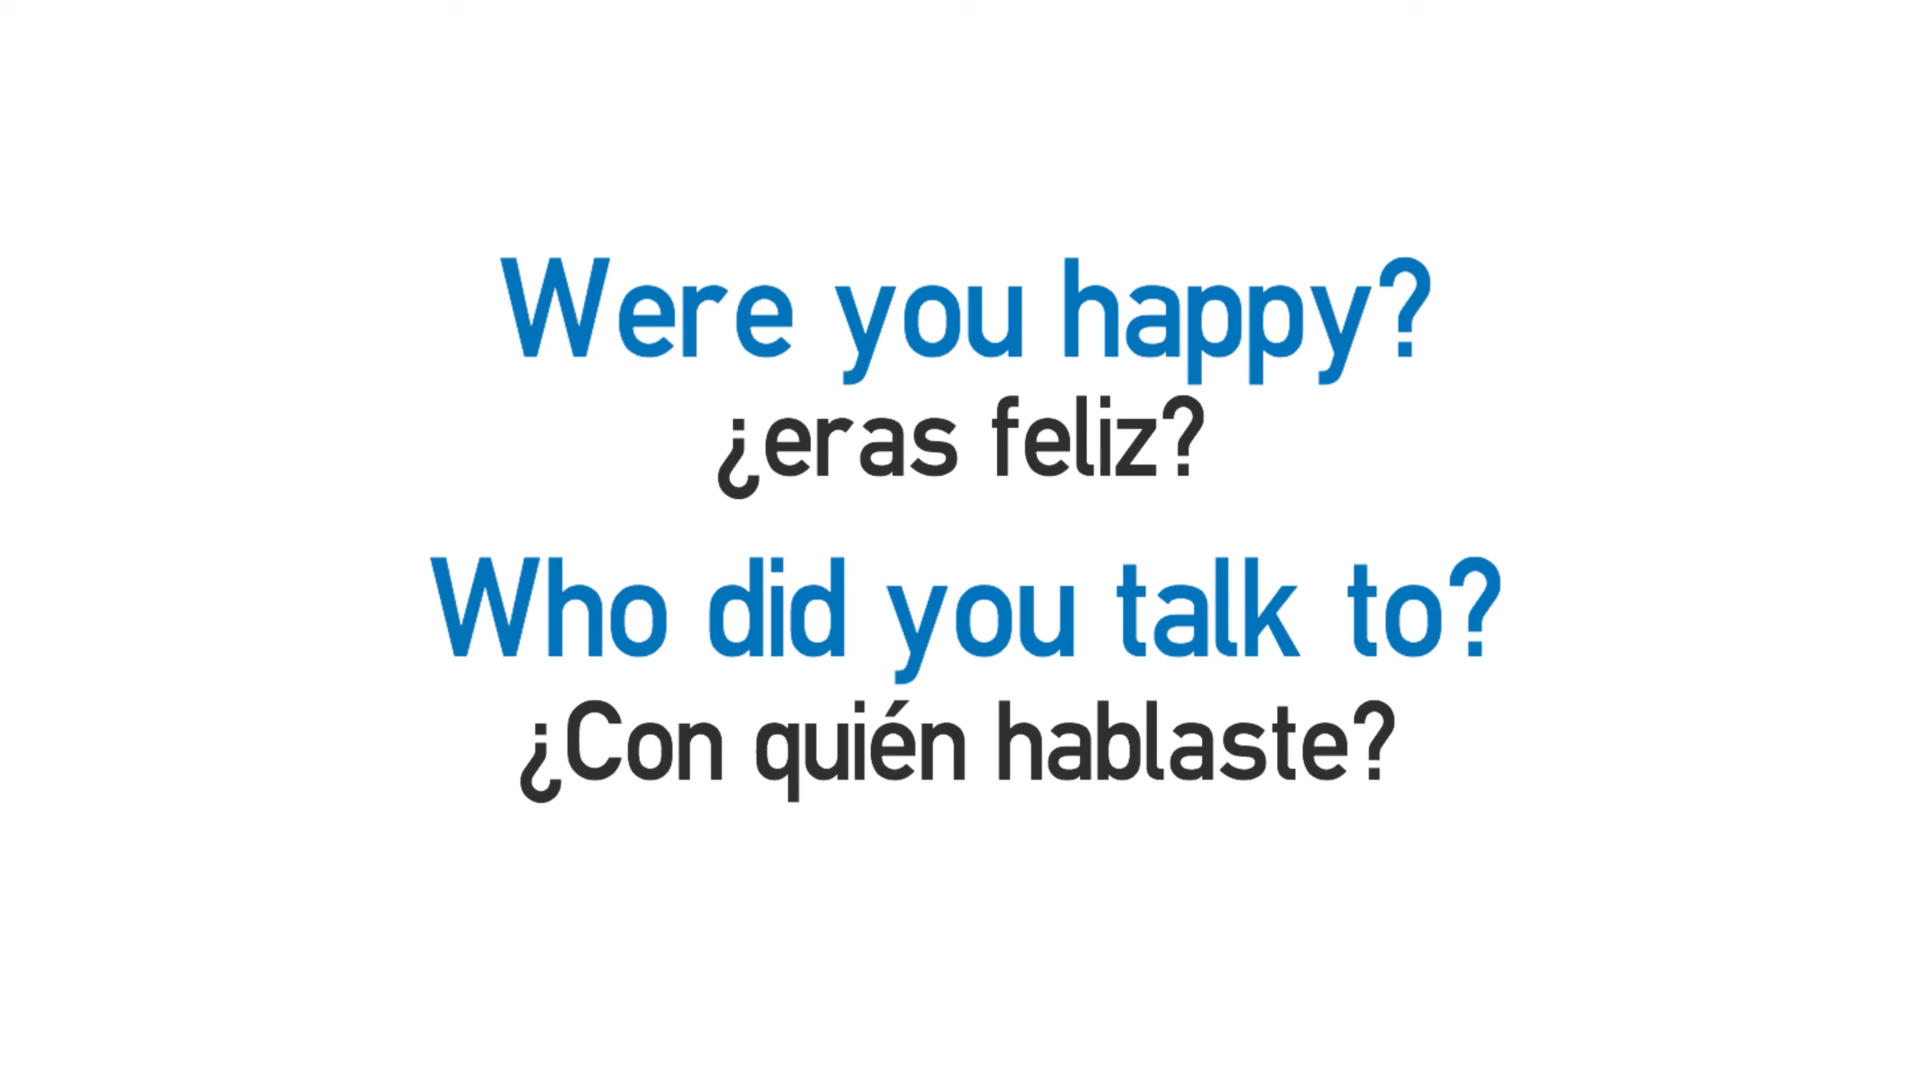 Were you happy?
¿eras feliz?
Who did you talk to?
¿Con quién hablaste?